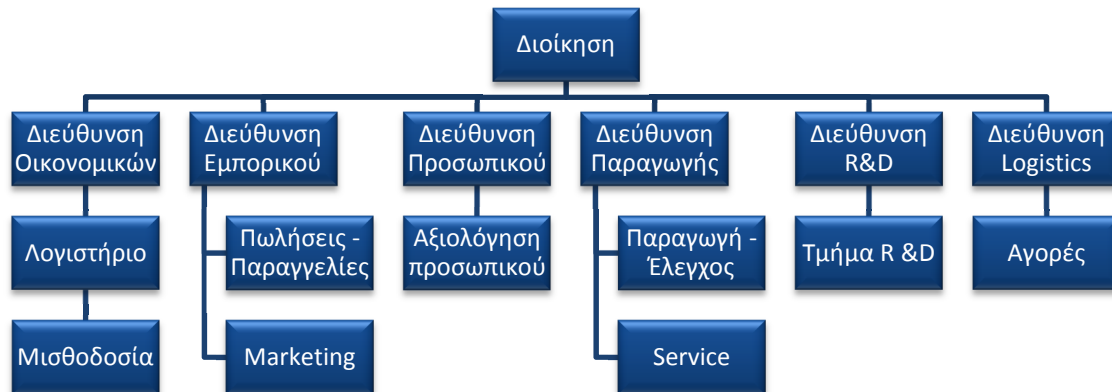 Διοίκηση
Διεύθυνση
Οικονομικών
Διεύθυνση
Εμπορικού
Διεύθυνση
Προσωπικού
Διεύθυνση
Παραγωγής
Διεύθυνση
R&D
Διεύθυνση
Logistics
Λογιστήριο
Πωλήσεις -
Παραγγελίες
Αξιολόγηση
προσωπικού
Παραγωγή -
Έλεγχος
Τμήμα R &D
Αγορές
Μισθοδοσία
Marketing
Service